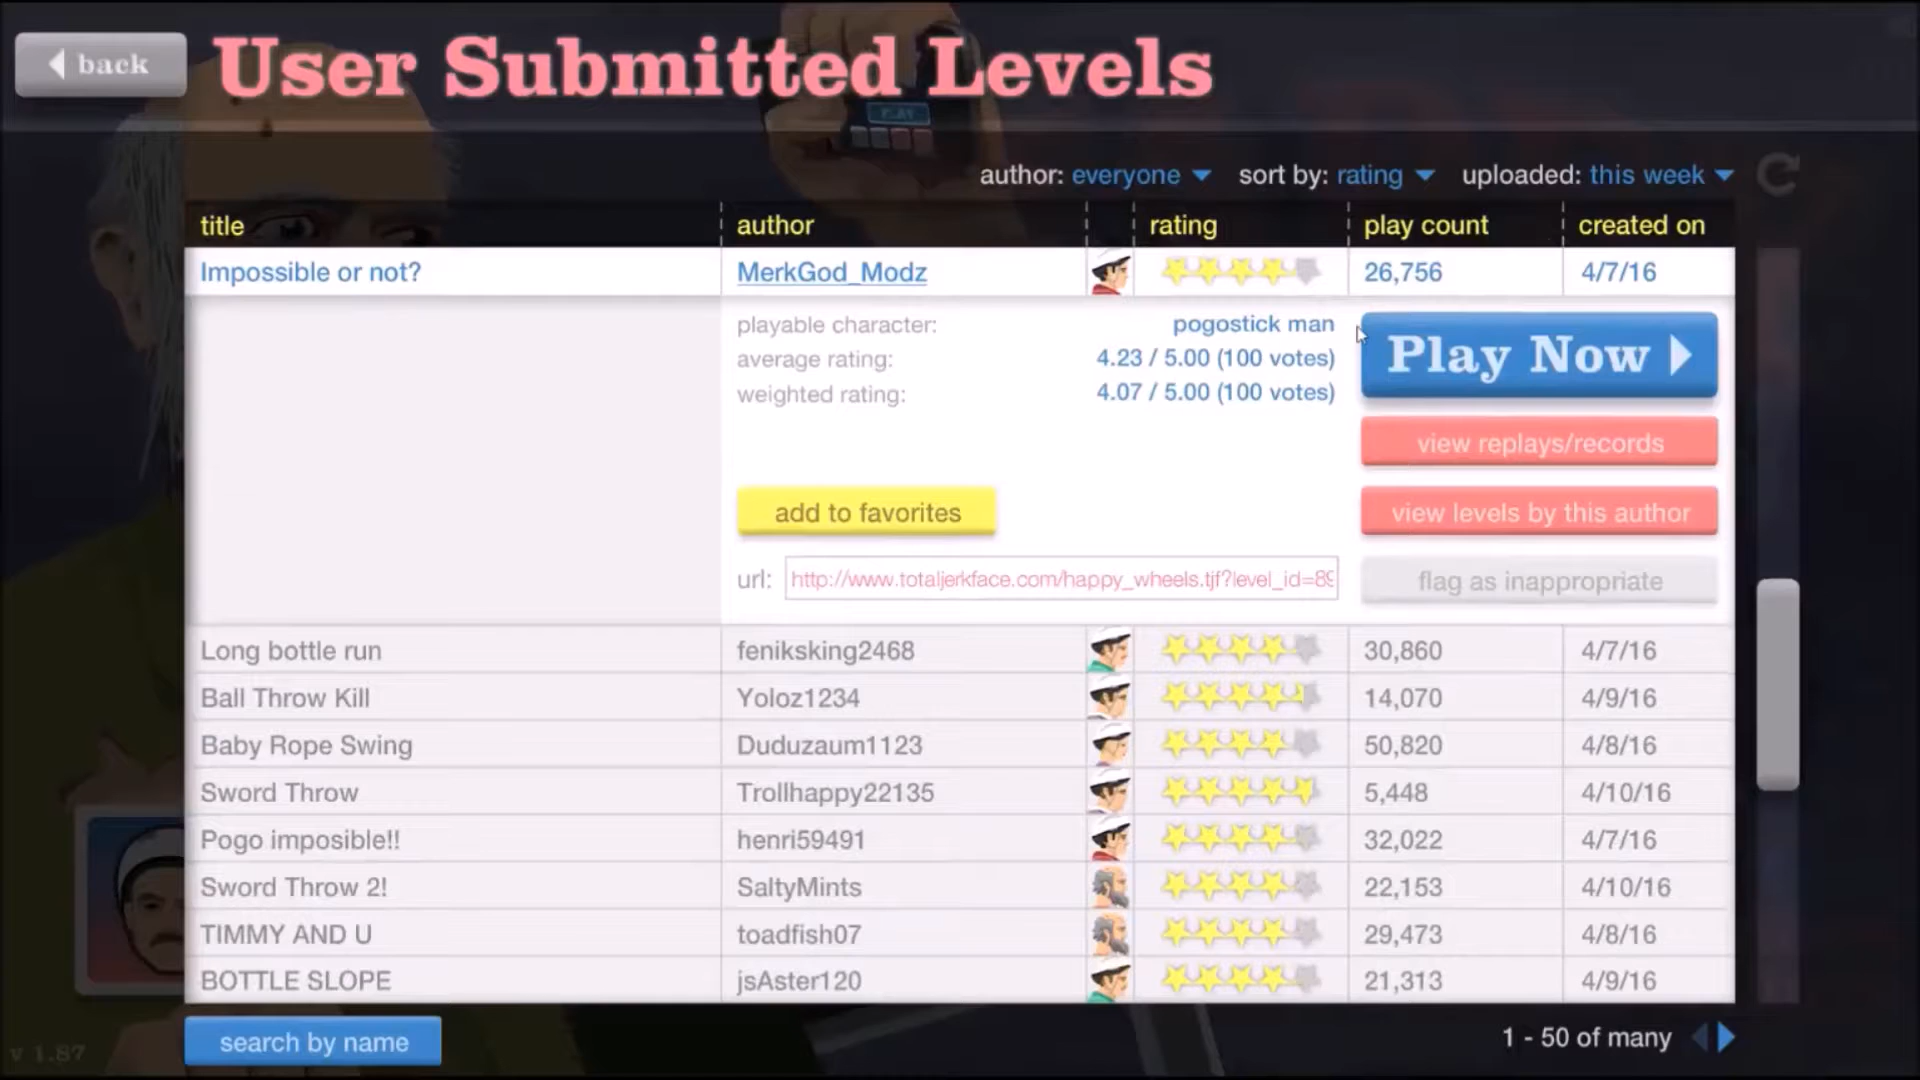 back
User Submitted Levels
PLAY
author: everyone sort by: rating uploaded: this week
title author rating play count created on
Impossible or not? MerkGod_Modz 26,756 4/7/16
playable character: pogostick man
average rating: 4.23 / 5.00 (100 votes)
weighted rating: 4.07 / 5.00 (100 votes)
Play Now
view replays/records
add to favorites
view levels by this author
url: http://www.totaljerkface.com/happy_wheels.tjf?level_id=89
flag as inappropriate
Long bottle run feniksking2468 30,860 4/7/16
Ball Throw Kill Yoloz1234 14,070 4/9/16
Baby Rope Swing Duduzaum1123 50,820 4/8/16
Sword Throw Trollhappy22135 5,448 4/10/16
Pogo imposible!! henri59491 32,022 4/7/16
Sword Throw 2! SaltyMints 22,153 4/10/16
TIMMY AND U toadfish07 29,473 4/8/16
BOTTLE SLOPE jsAster120 21,313 4/9/16
search by name
1 - 50 of many
v 1.87